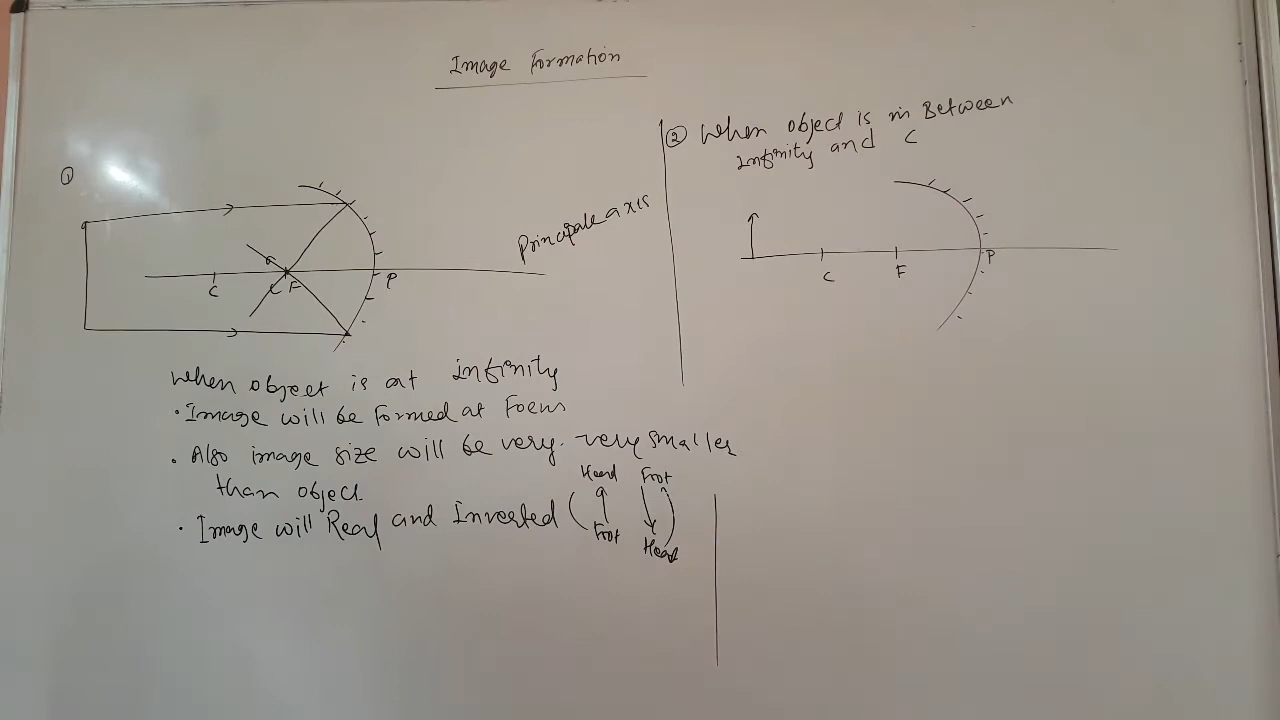 Image Formation
①
Principale axis
C
F
P
When object is at infinity
• Image will be Formed at Focus
• Also image size will be very very smaller
than object
• Image will Real and Inverted (
Head Foot
Foot Head
)
② When object is in Between
Infinity and C
C F P